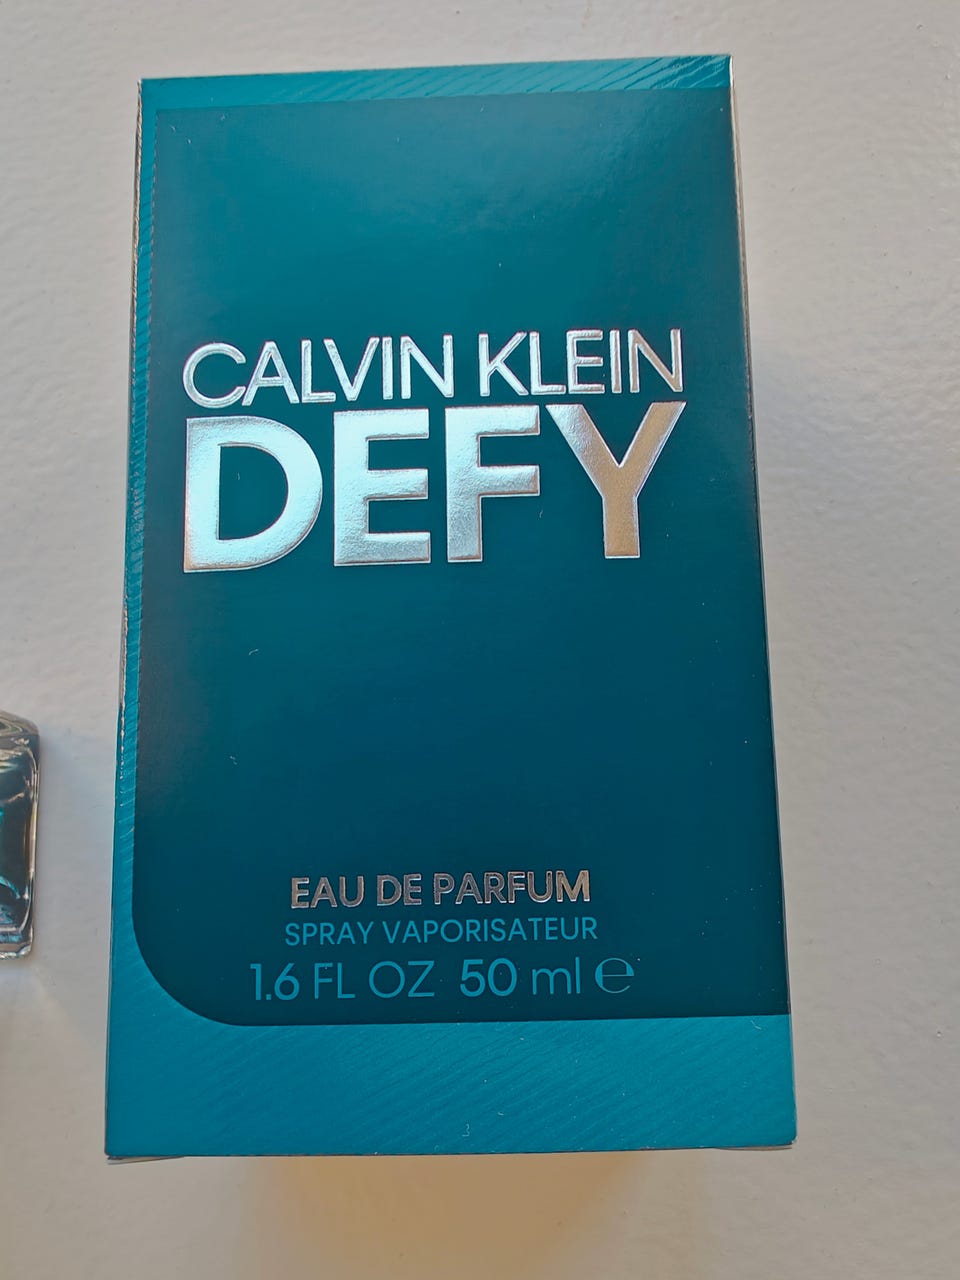 CALVIN KLEIN
DEFY
EAU DE PARFUM
SPRAY VAPORISATEUR
1.6 FL OZ 50 ml ℮